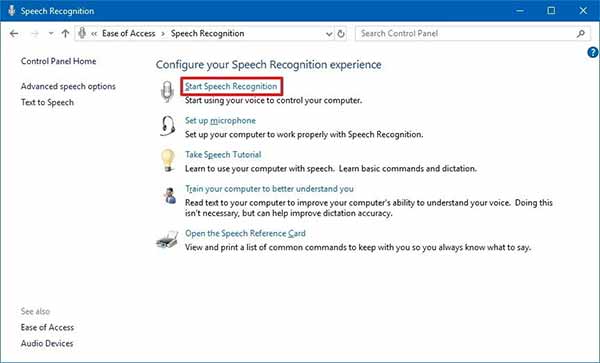 Speech Recognition
Ease of Access
Speech Recognition
Search Control Panel
?
Control Panel Home
Advanced speech options
Text to Speech
Configure your Speech Recognition experience
Start Speech Recognition
Start using your voice to control your computer.
Set up microphone
Set up your computer to work properly with Speech Recognition.
Take Speech Tutorial
Learn to use your computer with speech. Learn basic commands and dictation.
Train your computer to better understand you
Read text to your computer to improve your computer's ability to understand your voice. Doing this
isn't necessary, but can help improve dictation accuracy.
Open the Speech Reference Card
View and print a list of common commands to keep with you so you always know what to say.
See also
Ease of Access
Audio Devices